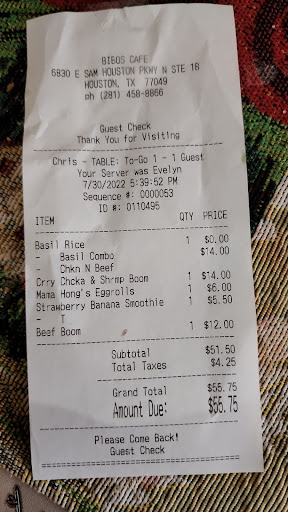 BIBOS CAFE
6830 E SAM HOUSTON PKWY N STE 18
HOUSTON, TX 77049
ph (281) 458-8866
Guest Check
Thank You for Visiting
Chris - TABLE: To-Go 1 - 1 Guest
Your Server was Evelyn
7/30/2022 5:39:52 PM
Sequence #: 0000053
ID #: 0110495
ITEM QTY PRICE
Basil Rice 1 $0.00
- Basil Combo $14.00
- Chkn N Beef
Crry Chcka & Shrmp Boom 1 $14.00
Mama Hong's Eggrolls 1 $6.00
Strawberry Banana Smoothie 1 $5.50
- T
Beef Boom 1 $12.00
Subtotal $51.50
Total Taxes $4.25
Grand Total $55.75
Amount Due: $55.75
Please Come Back!
Guest Check